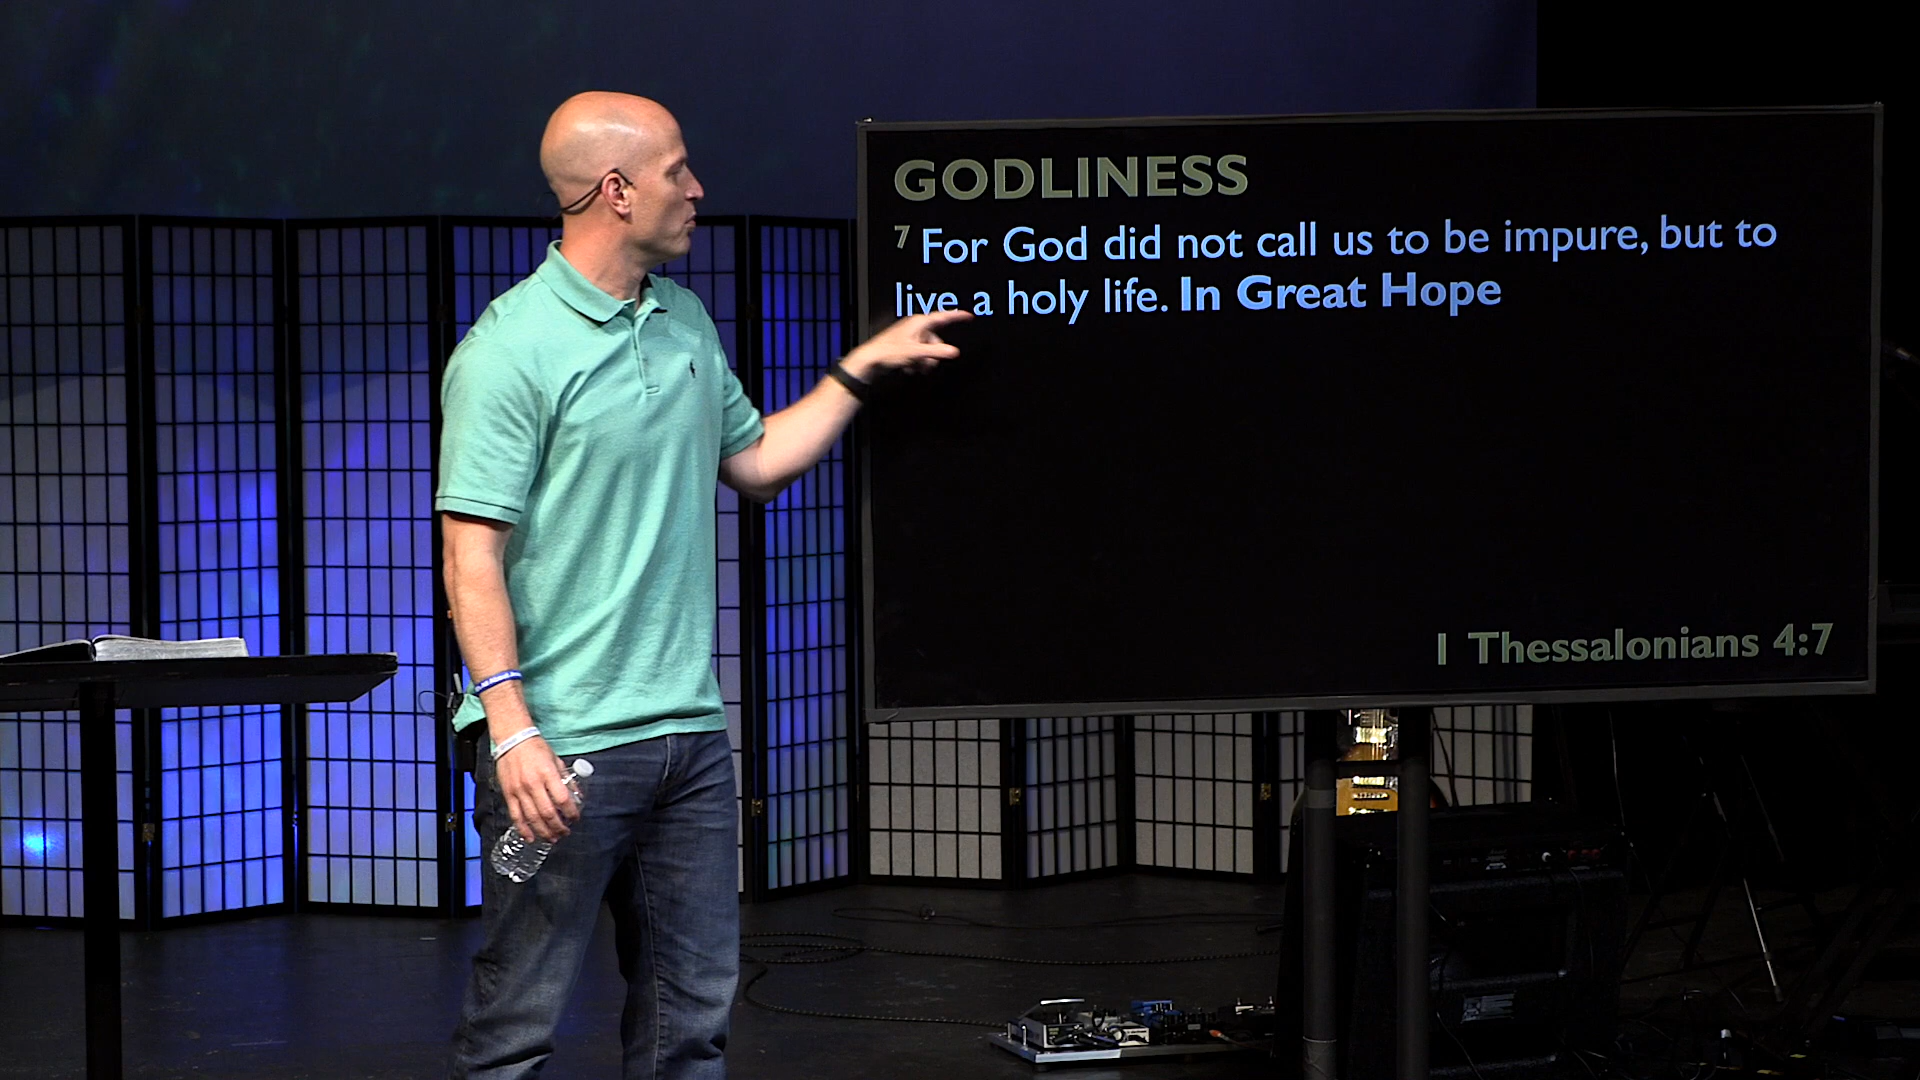 GODLINESS
7 For God did not call us to be impure, but to
live a holy life. In Great Hope
1 Thessalonians 4:7